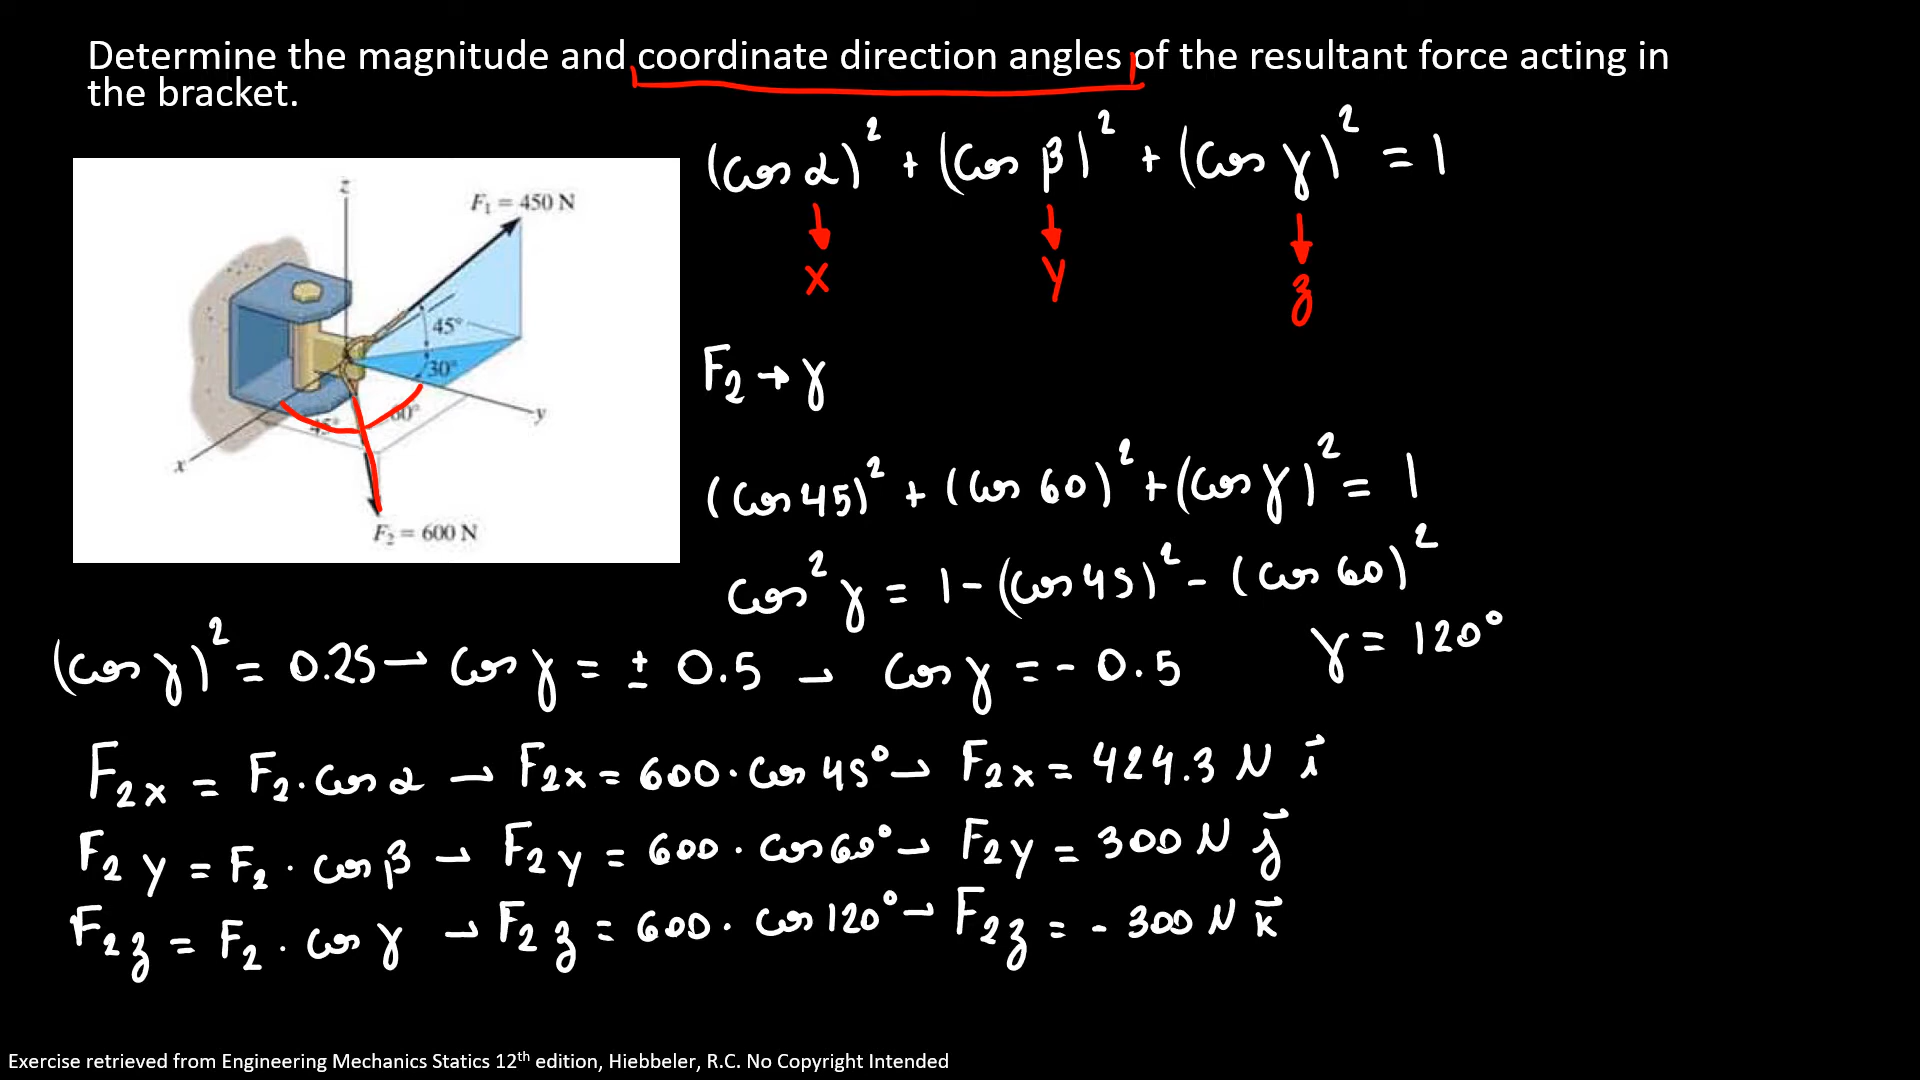 Determine the magnitude and coordinate direction angles of the resultant force acting in
the bracket.
(cos α)² + (cos β)² + (cos γ)² = 1
x y z
z
F₁ = 450 N
45°
30°
60°
45°
x
y
F₂ = 600 N
F₂ → γ
(cos 45)² + (cos 60)² + (cos γ)² = 1
cos² γ = 1 - (cos 45)² - (cos 60)²
γ = 120°
(cos γ)² = 0.25 → cos γ = ± 0.5 → cos γ = - 0.5
F₂x = F₂ · cos α → F₂x = 600 · cos 45° → F₂x = 424.3 N i⃗
F₂y = F₂ · cos β → F₂y = 600 · cos 60° → F₂y = 300 N j⃗
F₂z = F₂ · cos γ → F₂z = 600 · cos 120° → F₂z = - 300 N k⃗
Exercise retrieved from Engineering Mechanics Statics 12th edition, Hiebbeler, R.C. No Copyright Intended